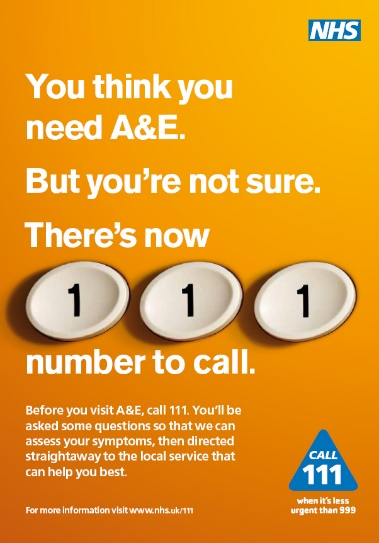 NHS
You think you
need A&E.
But you're not sure.
There's now
1 1 1
number to call.
Before you visit A&E, call 111. You'll be
asked some questions so that we can
assess your symptoms, then directed
straightaway to the local service that
can help you best.
For more information visit www.nhs.uk/111
CALL
111
when it's less
urgent than 999